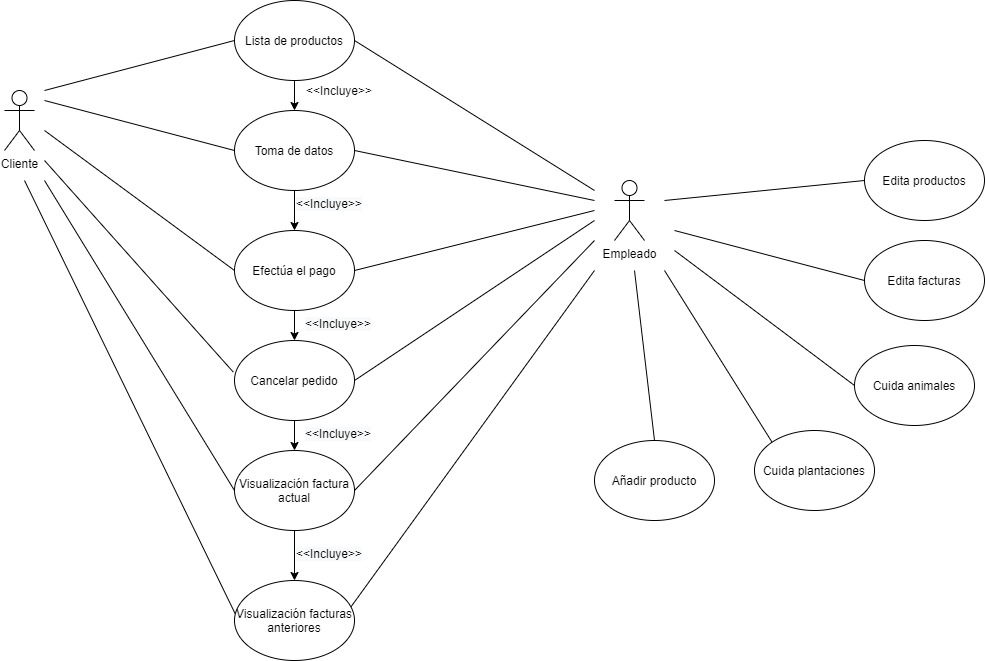 Lista de productos
<<Incluye>>
Toma de datos
<<Incluye>>
Efectúa el pago
<<Incluye>>
Cancelar pedido
<<Incluye>>
Visualización factura
actual
<<Incluye>>
Visualización facturas
anteriores
Cliente
Empleado
Edita productos
Edita facturas
Cuida animales
Cuida plantaciones
Añadir producto